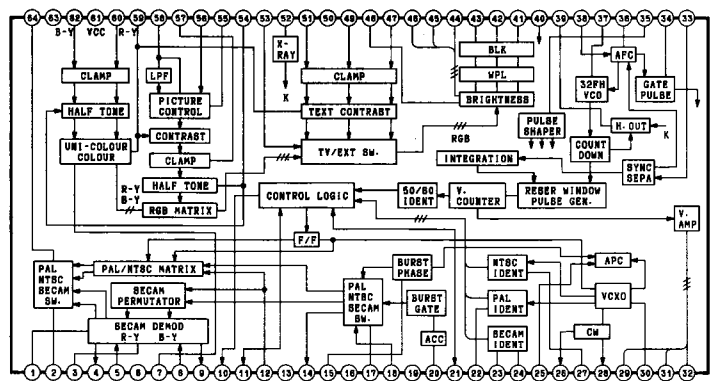 64 63 62 61 60 59 58 57 56 55 54 53 52 51 50 49 48 47 46 45 44 43 42 41 40 39 38 37 36 35 34 33
B-Y VCC R-Y
X-RAY
BLK
AFC
CLAMP
LPF
CLAMP
WPL
32FH VCO
GATE PULSE
K
HALF TONE
PICTURE CONTROL
TEXT CONTRAST
BRIGHTNESS
UNI-COLOUR COLOUR
CONTRAST
TV/EXT SW.
RGB
PULSE SHAPER
H.OUT
K
COUNT DOWN
CLAMP
INTEGRATION
SYNC SEPA
R-Y
B-Y
HALF TONE
RGB MATRIX
CONTROL LOGIC
50/60 IDENT
V. COUNTER
RESER WINDOW PULSE GEN.
V. AMP
F/F
PAL NTSC SECAM SW.
PAL/NTSC MATRIX
BURST PHASE
NTSC IDENT
APC
SECAM PERMUTATOR
PAL NTSC SECAM SW.
BURST GATE
PAL IDENT
VCXO
SECAM DEMOD
R-Y B-Y
ACC
SECAM IDENT
CW
1 2 3 4 5 6 7 8 9 10 11 12 13 14 15 16 17 18 19 20 21 22 23 24 25 26 27 28 29 30 31 32